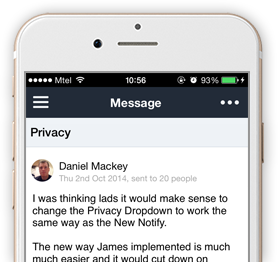 Mtel 10:56 93%
Message
Privacy
Daniel Mackey
Thu 2nd Oct 2014, sent to 20 people
I was thinking lads it would make sense to
change the Privacy Dropdown to work the
same way as the New Notify.
The new way James implemented is much
much easier and it would cut down on